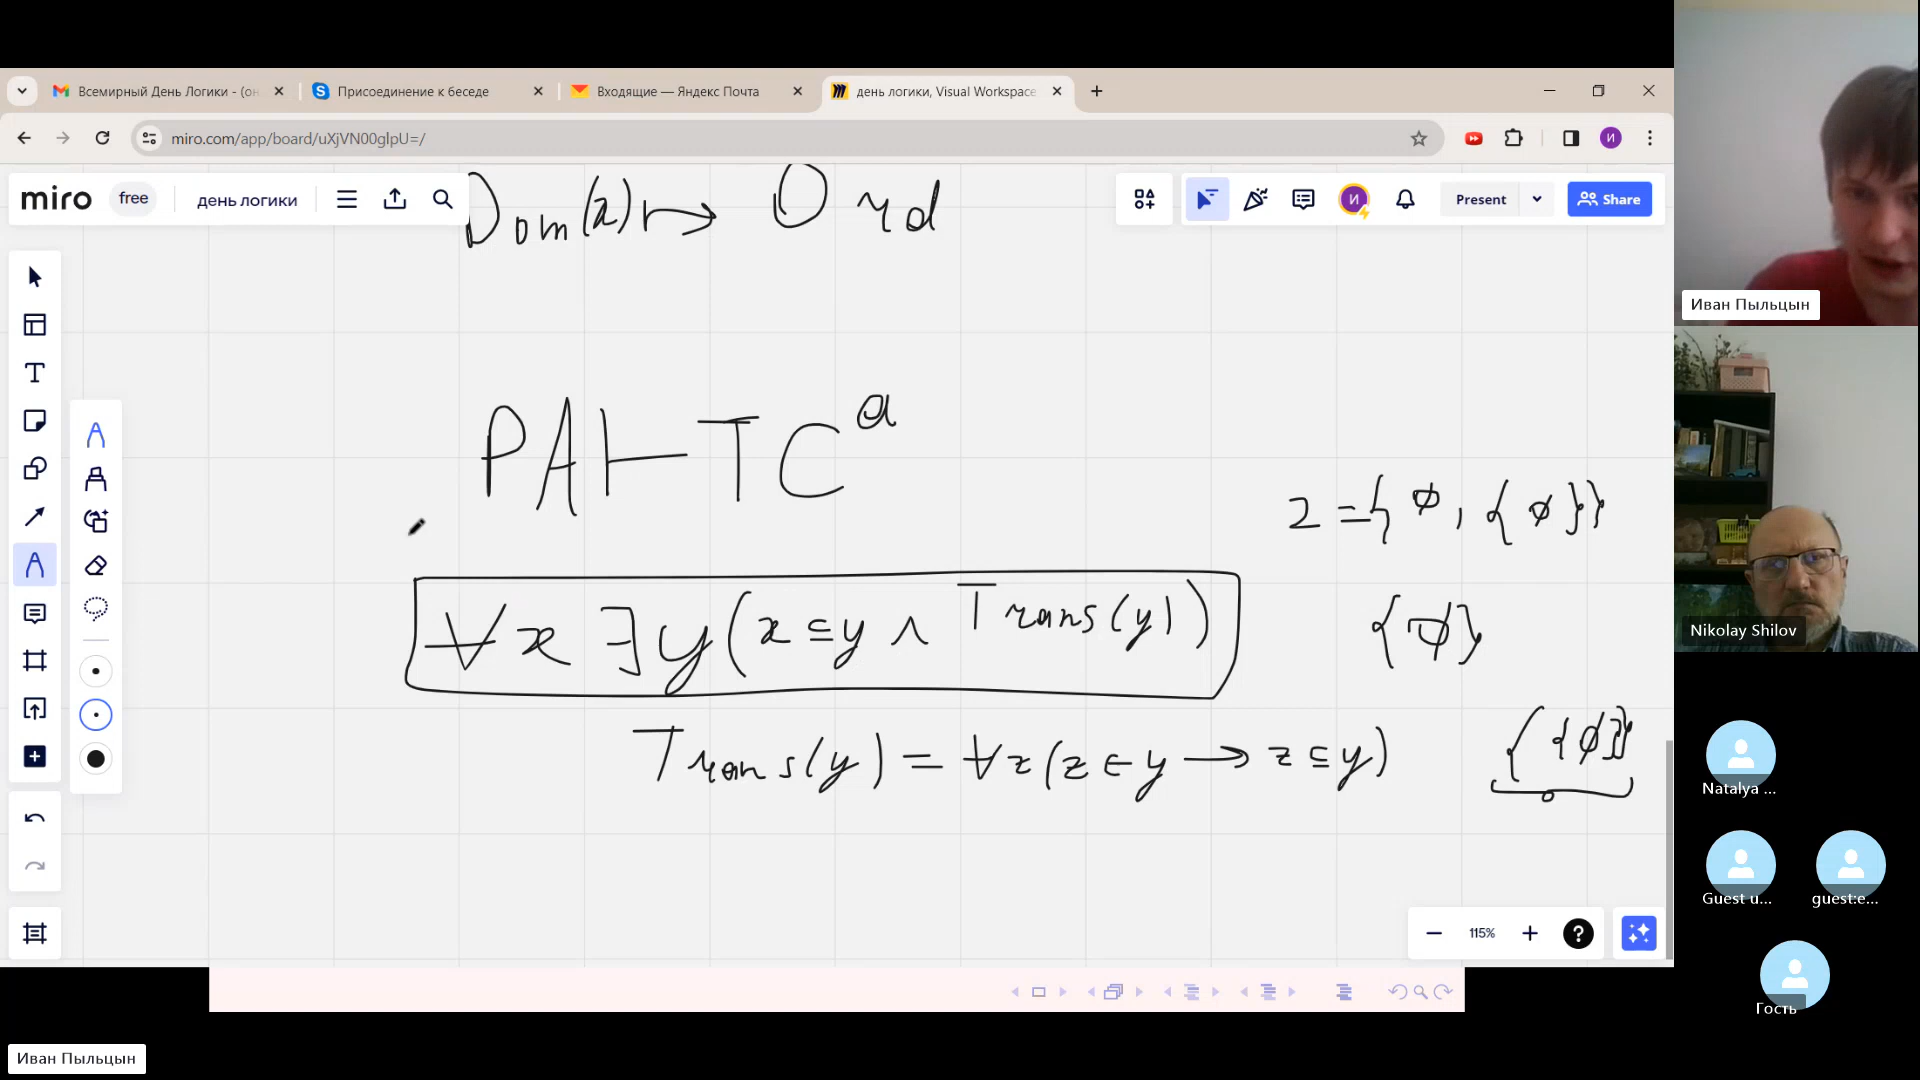 Всемирный День Логики - (он
Присоединение к беседе
Входящие — Яндекс Почта
день логики, Visual Workspace
miro.com/app/board/uXjVN00glpU=/
miro free день логики
Present
Share
Dom(x) ↦ Ord
PA ⊢ TCᵃ
2 = {∅, {∅}}
∀x ∃y(x ⊆ y ∧ Trans(y))
{∅}
Trans(y) = ∀z(z ∈ y → z ⊆ y)
{{∅}}
115%
Иван Пыльцын
Nikolay Shilov
Natalya ...
Guest u...
guest:e...
Гость
Иван Пыльцын